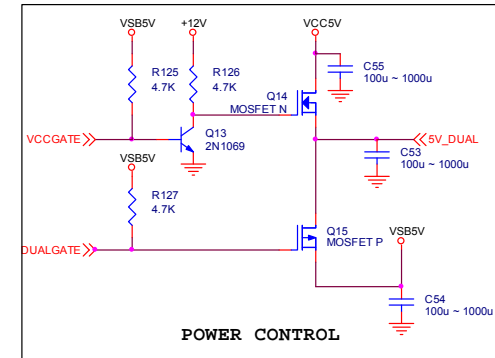 VSB5V
+12V
VCC5V
R125
4.7K
R126
4.7K
Q14
MOSFET N
C55
100u ~ 1000u
VCCGATE
Q13
2N1069
5V_DUAL
C53
100u ~ 1000u
VSB5V
R127
4.7K
DUALGATE
Q15
MOSFET P
VSB5V
C54
100u ~ 1000u
POWER CONTROL